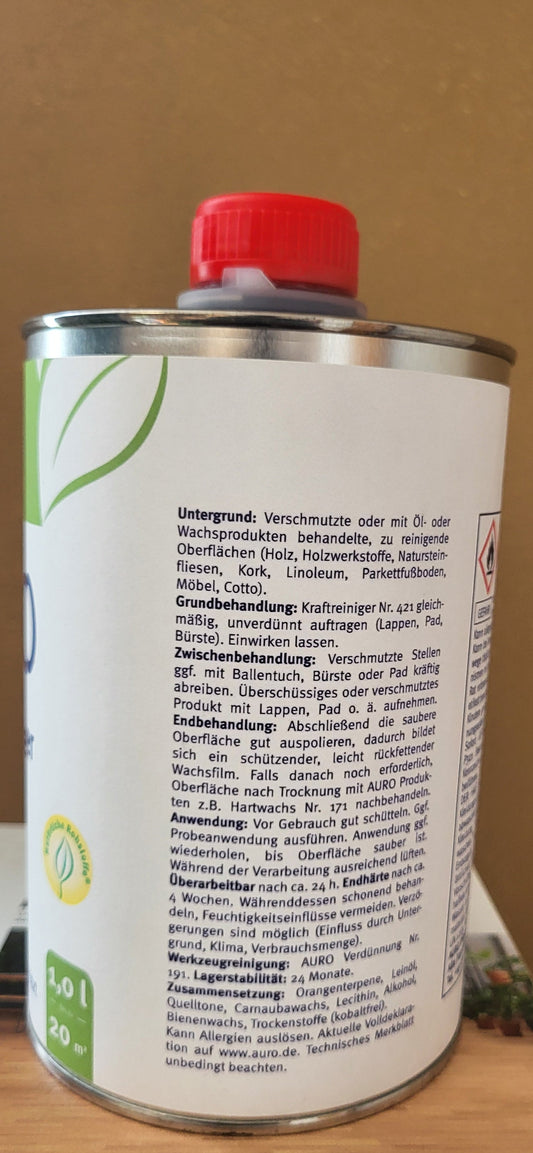 Untergrund: Verschmutzte oder mit Öl- oder
Wachsprodukten behandelte, zu reinigende
Oberflächen (Holz, Holzwerkstoffe, Naturstein-
fliesen, Kork, Linoleum, Parkettfußboden,
Möbel, Cotto).
Grundbehandlung: Kraftreiniger Nr. 421 gleich-
mäßig, unverdünnt auftragen (Lappen, Pad,
Bürste). Einwirken lassen.
Zwischenbehandlung: Verschmutzte Stellen
ggf. mit Ballentuch, Bürste oder Pad kräftig
abreiben. Überschüssiges oder verschmutztes
Produkt mit Lappen, Pad o. ä. aufnehmen.
Endbehandlung: Abschließend die saubere
Oberfläche gut auspolieren, dadurch bildet
sich ein schützender, leicht rückfettender
Wachsfilm. Falls danach noch erforderlich,
Oberfläche nach Trocknung mit AURO Produk-
ten z.B. Hartwachs Nr. 171 nachbehandeln.
Anwendung: Vor Gebrauch gut schütteln. Ggf.
Probeanwendung ausführen. Anwendung ggf.
wiederholen, bis Oberfläche sauber ist.
Während der Verarbeitung ausreichend lüften.
Überarbeitbar nach ca. 24 h. Endhärte nach ca.
4 Wochen. Währenddessen schonend behan-
deln, Feuchtigkeitseinflüsse vermeiden. Verzö-
gerungen sind möglich (Einfluss durch Unter-
grund, Klima, Verbrauchsmenge).
Werkzeugreinigung: AURO Verdünnung Nr.
191. Lagerstabilität: 24 Monate.
Zusammensetzung: Orangenterpene, Leinöl,
Quelltone, Carnaubawachs, Lecithin, Alkohol,
Bienenwachs, Trockenstoffe (kobaltfrei).
Kann Allergien auslösen. Aktuelle Volldeklara-
tion auf www.auro.de. Technisches Merkblatt
unbedingt beachten.
1,0 l
20 m²
GEFAHR